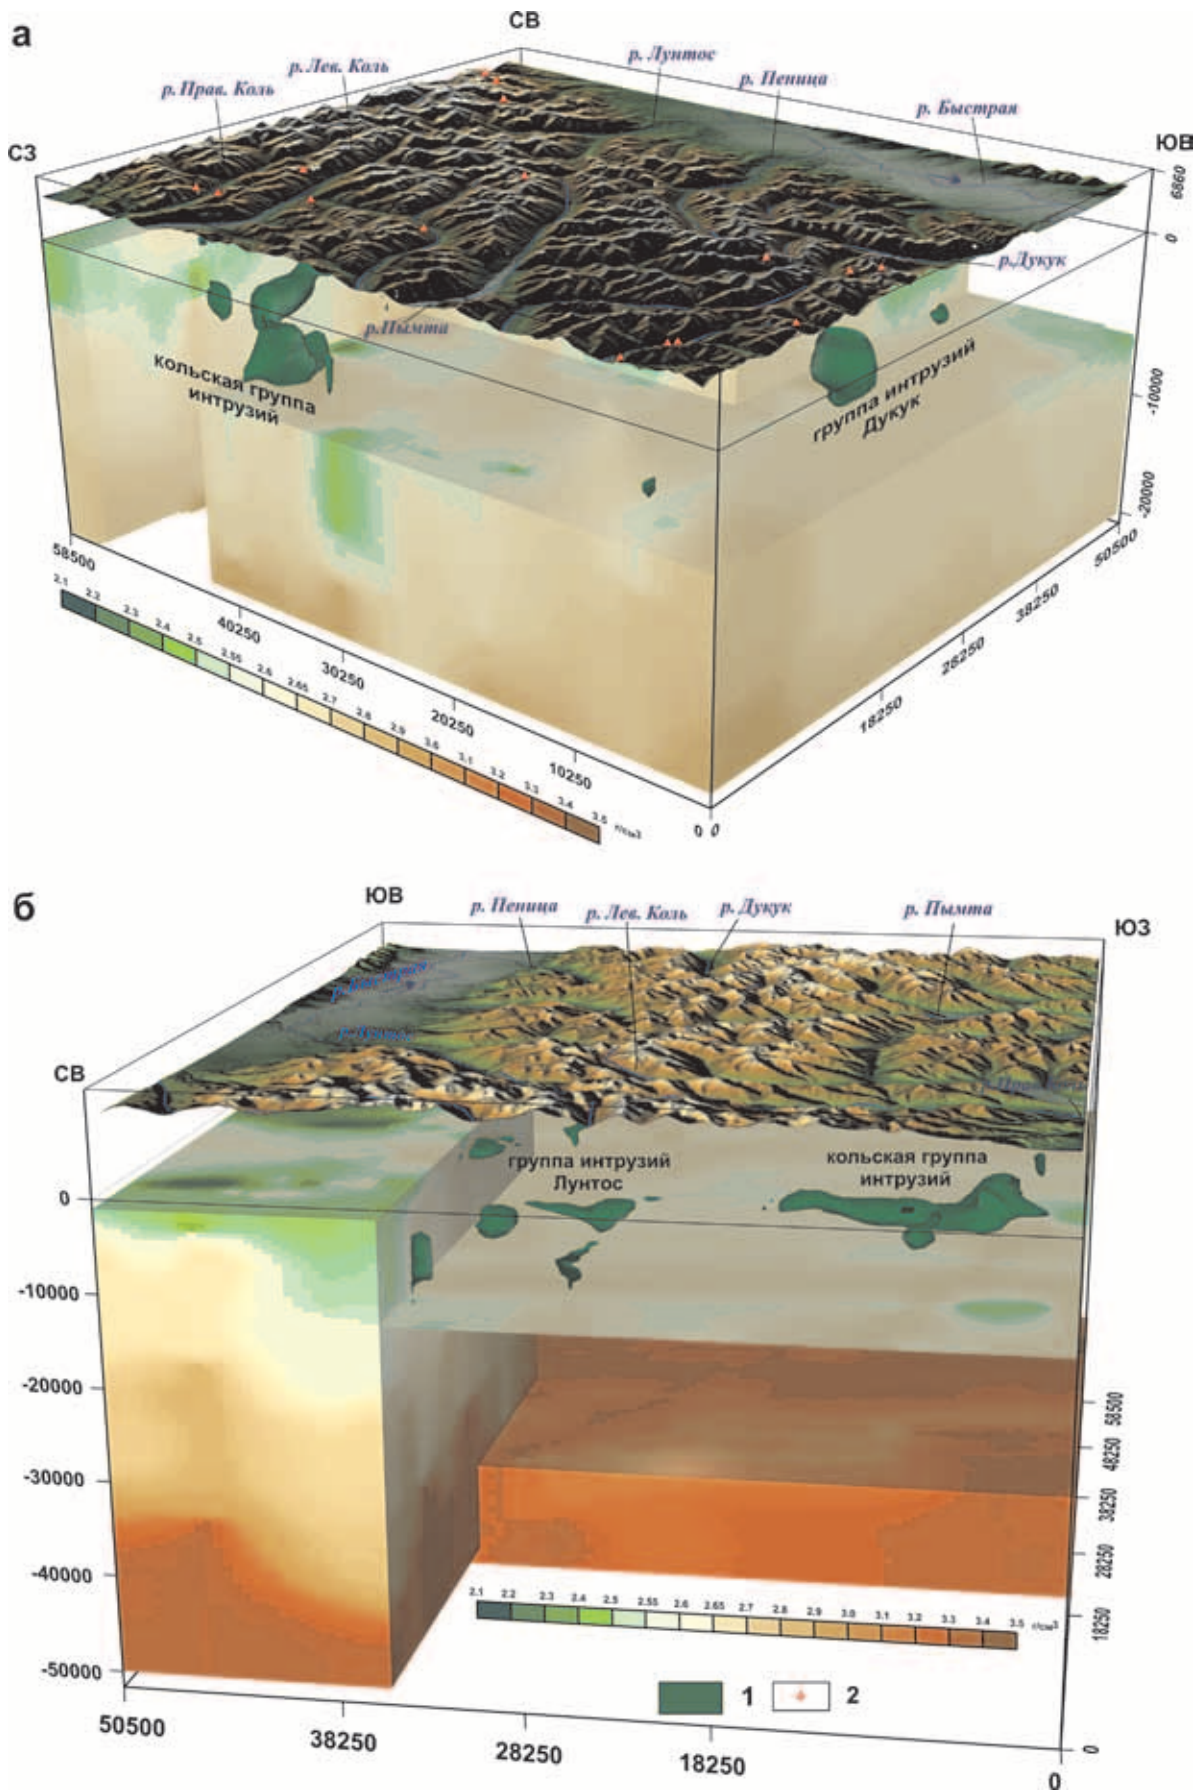 а
СВ
р. Лунтос
р. Лев. Коль
р. Пеница
р. Прав. Коль
р. Быстрая
СЗ
ЮВ
6860
0
р.Дукук
р.Пымта
-10000
кольская группа
интрузий
группа интрузий
Дукук
-20000
58500
50500
38250
28250
18250
40250
30250
20250
10250
0 0
2.1 2.2 2.3 2.4 2.5 2.55 2.6 2.65 2.7 2.8 2.9 3.0 3.1 3.2 3.3 3.4 3.5 г/см3
б
ЮВ
р. Пеница
р. Лев. Коль
р. Дукук
р. Пымта
ЮЗ
р. Лунтос
СВ
группа интрузий
Лунтос
кольская группа
интрузий
0
-10000
-20000
-30000
-40000
-50000
58500
48250
38250
28250
18250
0
2.1 2.2 2.3 2.4 2.5 2.55 2.6 2.65 2.7 2.8 2.9 3.0 3.1 3.2 3.3 3.4 3.5 г/см3
1 2
50500
38250
28250
18250
0